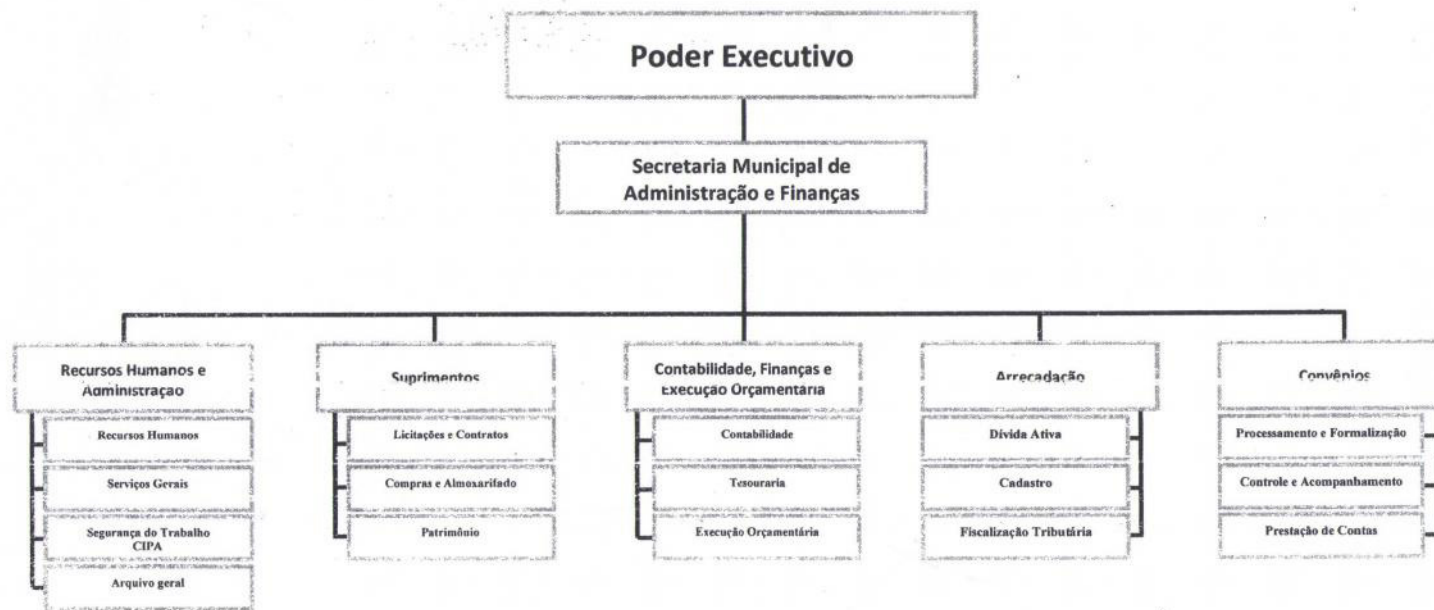 Poder Executivo
Secretaria Municipal de
Administração e Finanças
Recursos Humanos e
Administração
Recursos Humanos
Serviços Gerais
Segurança do Trabalho
CIPA
Arquivo geral
Suprimentos
Licitações e Contratos
Compras e Almoxarifado
Patrimônio
Contabilidade, Finanças e
Execução Orçamentária
Contabilidade
Tesouraria
Execução Orçamentária
Arrecadação
Dívida Ativa
Cadastro
Fiscalização Tributária
Convênios
Processamento e Formalização
Controle e Acompanhamento
Prestação de Contas